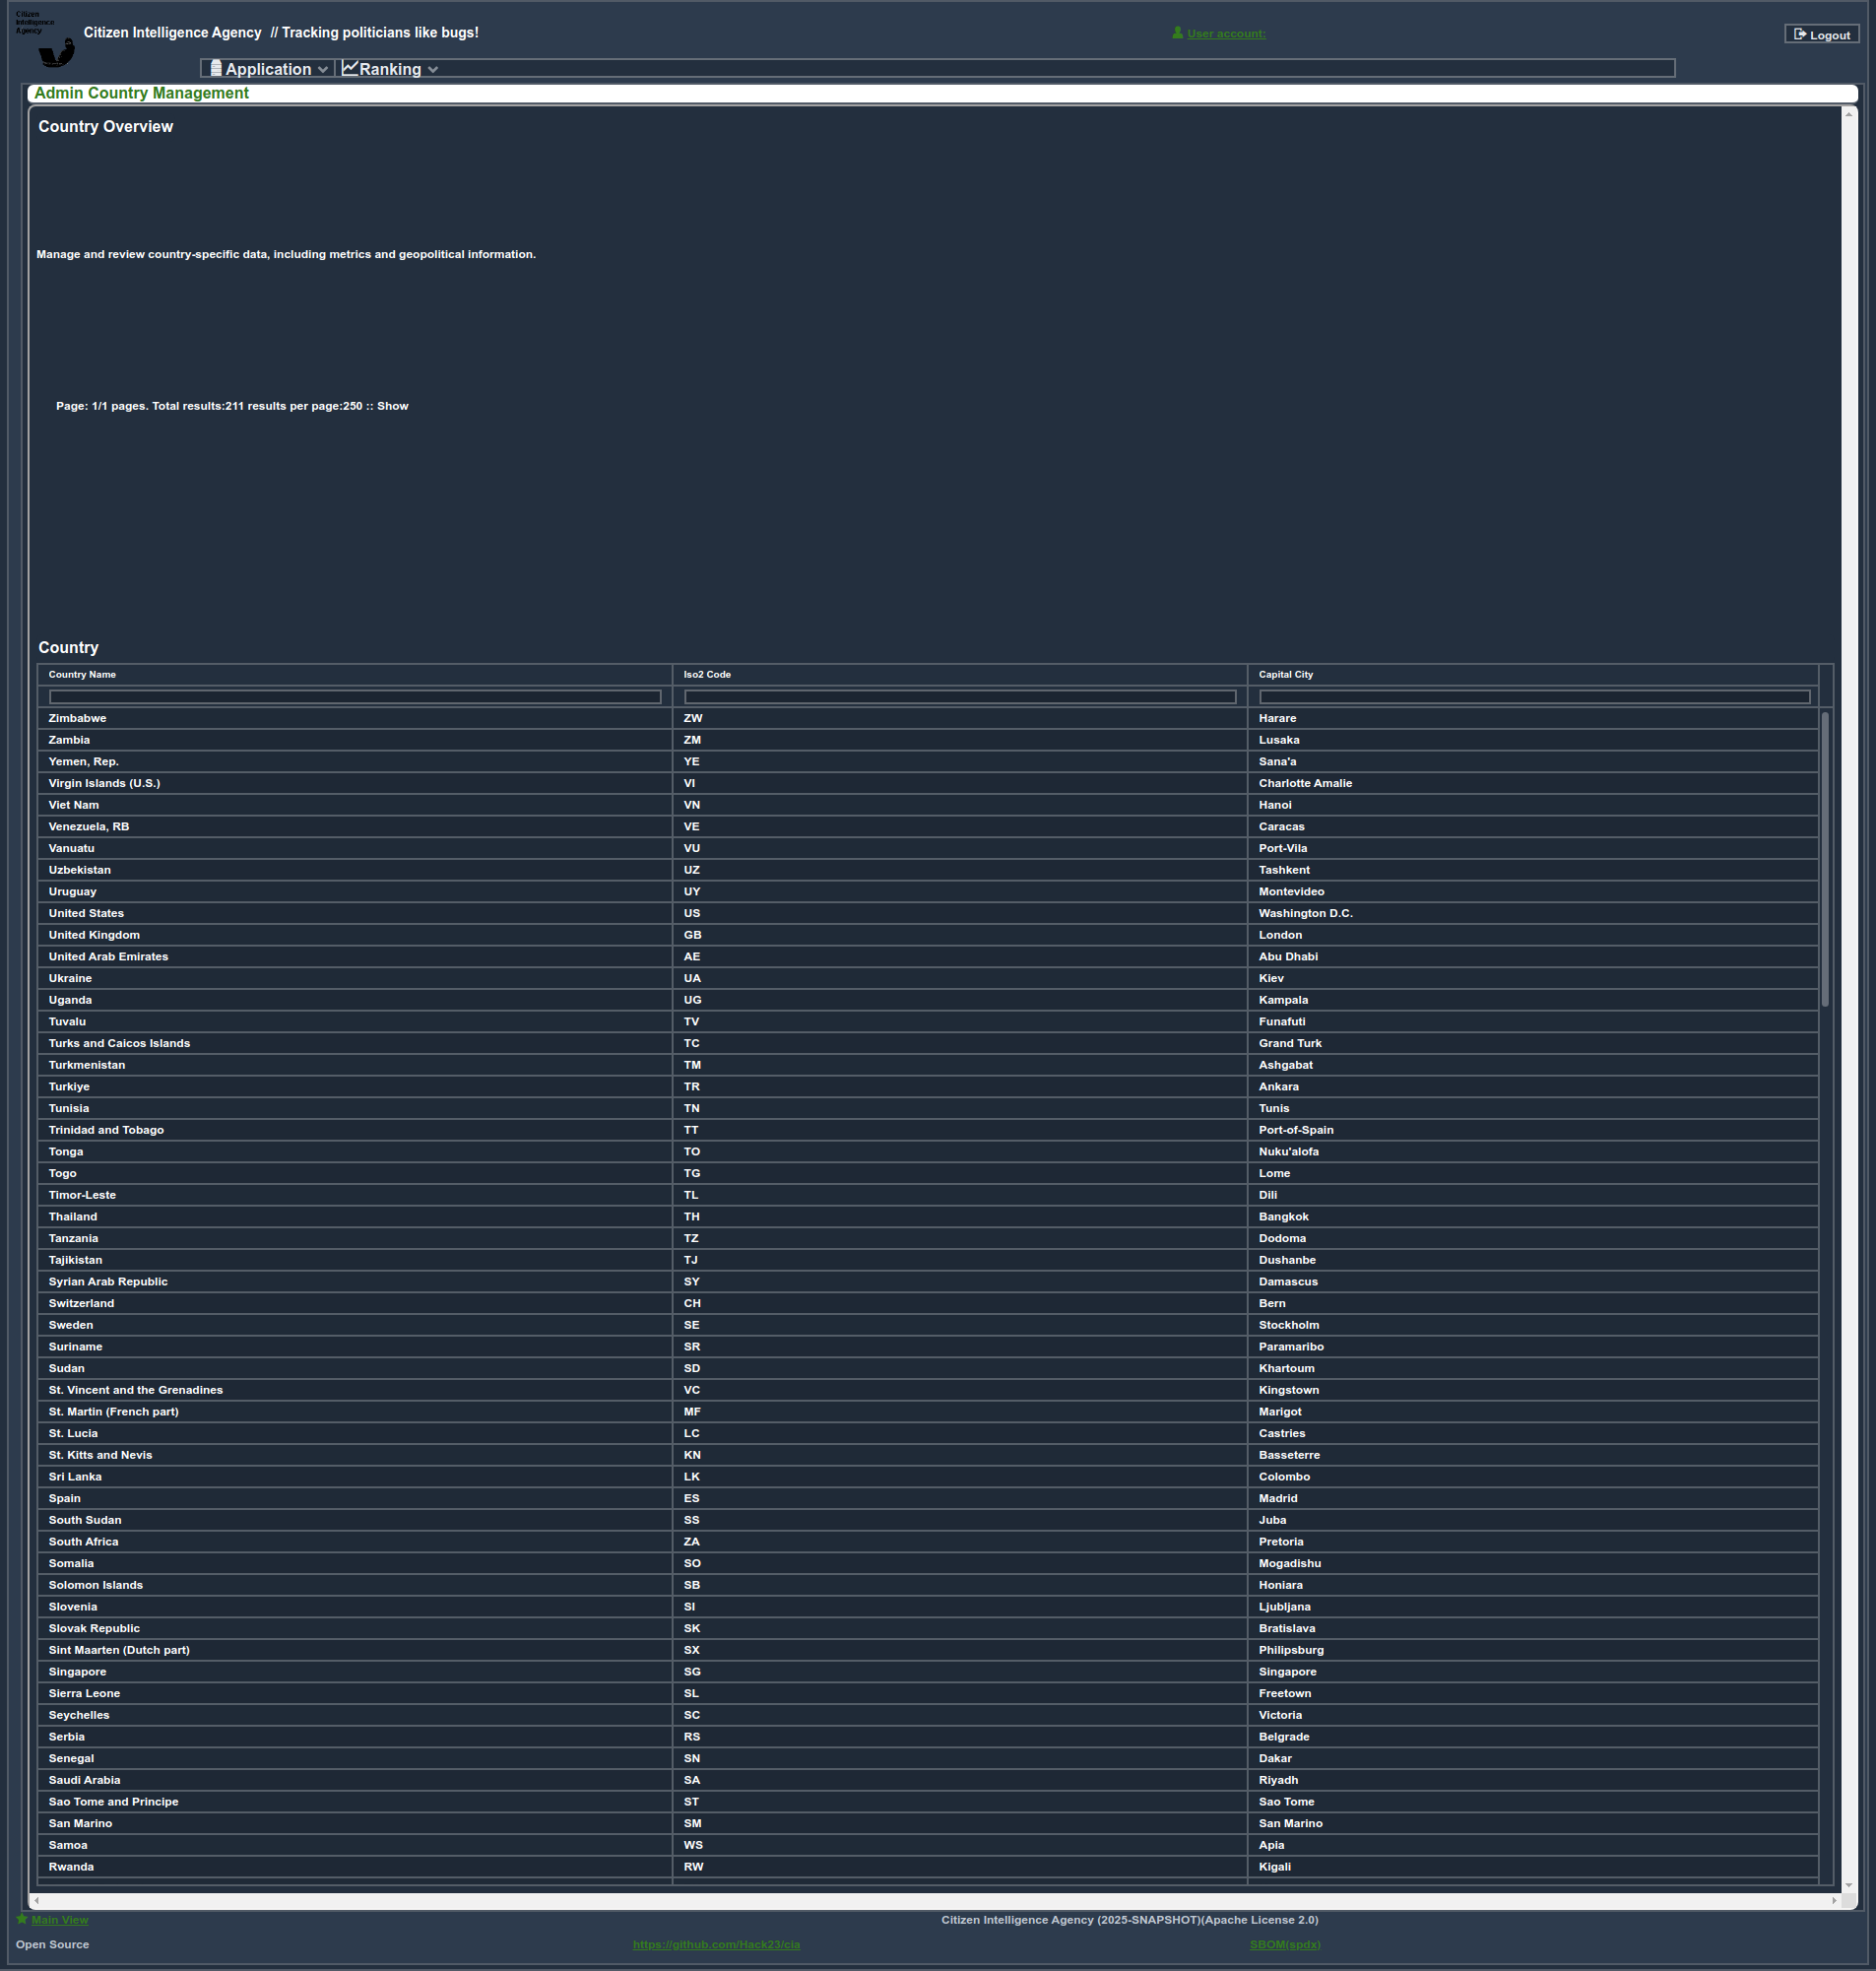 Citizen
Intelligence
Agency
Citizen Intelligence Agency // Tracking politicians like bugs!
User account:
Logout
Application
Ranking
Admin Country Management
Country Overview
Manage and review country-specific data, including metrics and geopolitical information.
Page: 1/1 pages. Total results:211 results per page:250 :: Show
Country
Country Name Iso2 Code Capital City
Zimbabwe ZW Harare
Zambia ZM Lusaka
Yemen, Rep. YE Sana'a
Virgin Islands (U.S.) VI Charlotte Amalie
Viet Nam VN Hanoi
Venezuela, RB VE Caracas
Vanuatu VU Port-Vila
Uzbekistan UZ Tashkent
Uruguay UY Montevideo
United States US Washington D.C.
United Kingdom GB London
United Arab Emirates AE Abu Dhabi
Ukraine UA Kiev
Uganda UG Kampala
Tuvalu TV Funafuti
Turks and Caicos Islands TC Grand Turk
Turkmenistan TM Ashgabat
Turkiye TR Ankara
Tunisia TN Tunis
Trinidad and Tobago TT Port-of-Spain
Tonga TO Nuku'alofa
Togo TG Lome
Timor-Leste TL Dili
Thailand TH Bangkok
Tanzania TZ Dodoma
Tajikistan TJ Dushanbe
Syrian Arab Republic SY Damascus
Switzerland CH Bern
Sweden SE Stockholm
Suriname SR Paramaribo
Sudan SD Khartoum
St. Vincent and the Grenadines VC Kingstown
St. Martin (French part) MF Marigot
St. Lucia LC Castries
St. Kitts and Nevis KN Basseterre
Sri Lanka LK Colombo
Spain ES Madrid
South Sudan SS Juba
South Africa ZA Pretoria
Somalia SO Mogadishu
Solomon Islands SB Honiara
Slovenia SI Ljubljana
Slovak Republic SK Bratislava
Sint Maarten (Dutch part) SX Philipsburg
Singapore SG Singapore
Sierra Leone SL Freetown
Seychelles SC Victoria
Serbia RS Belgrade
Senegal SN Dakar
Saudi Arabia SA Riyadh
Sao Tome and Principe ST Sao Tome
San Marino SM San Marino
Samoa WS Apia
Rwanda RW Kigali
Main View Citizen Intelligence Agency (2025-SNAPSHOT)(Apache License 2.0)
Open Source https://github.com/Hack23/cia SBOM(spdx)